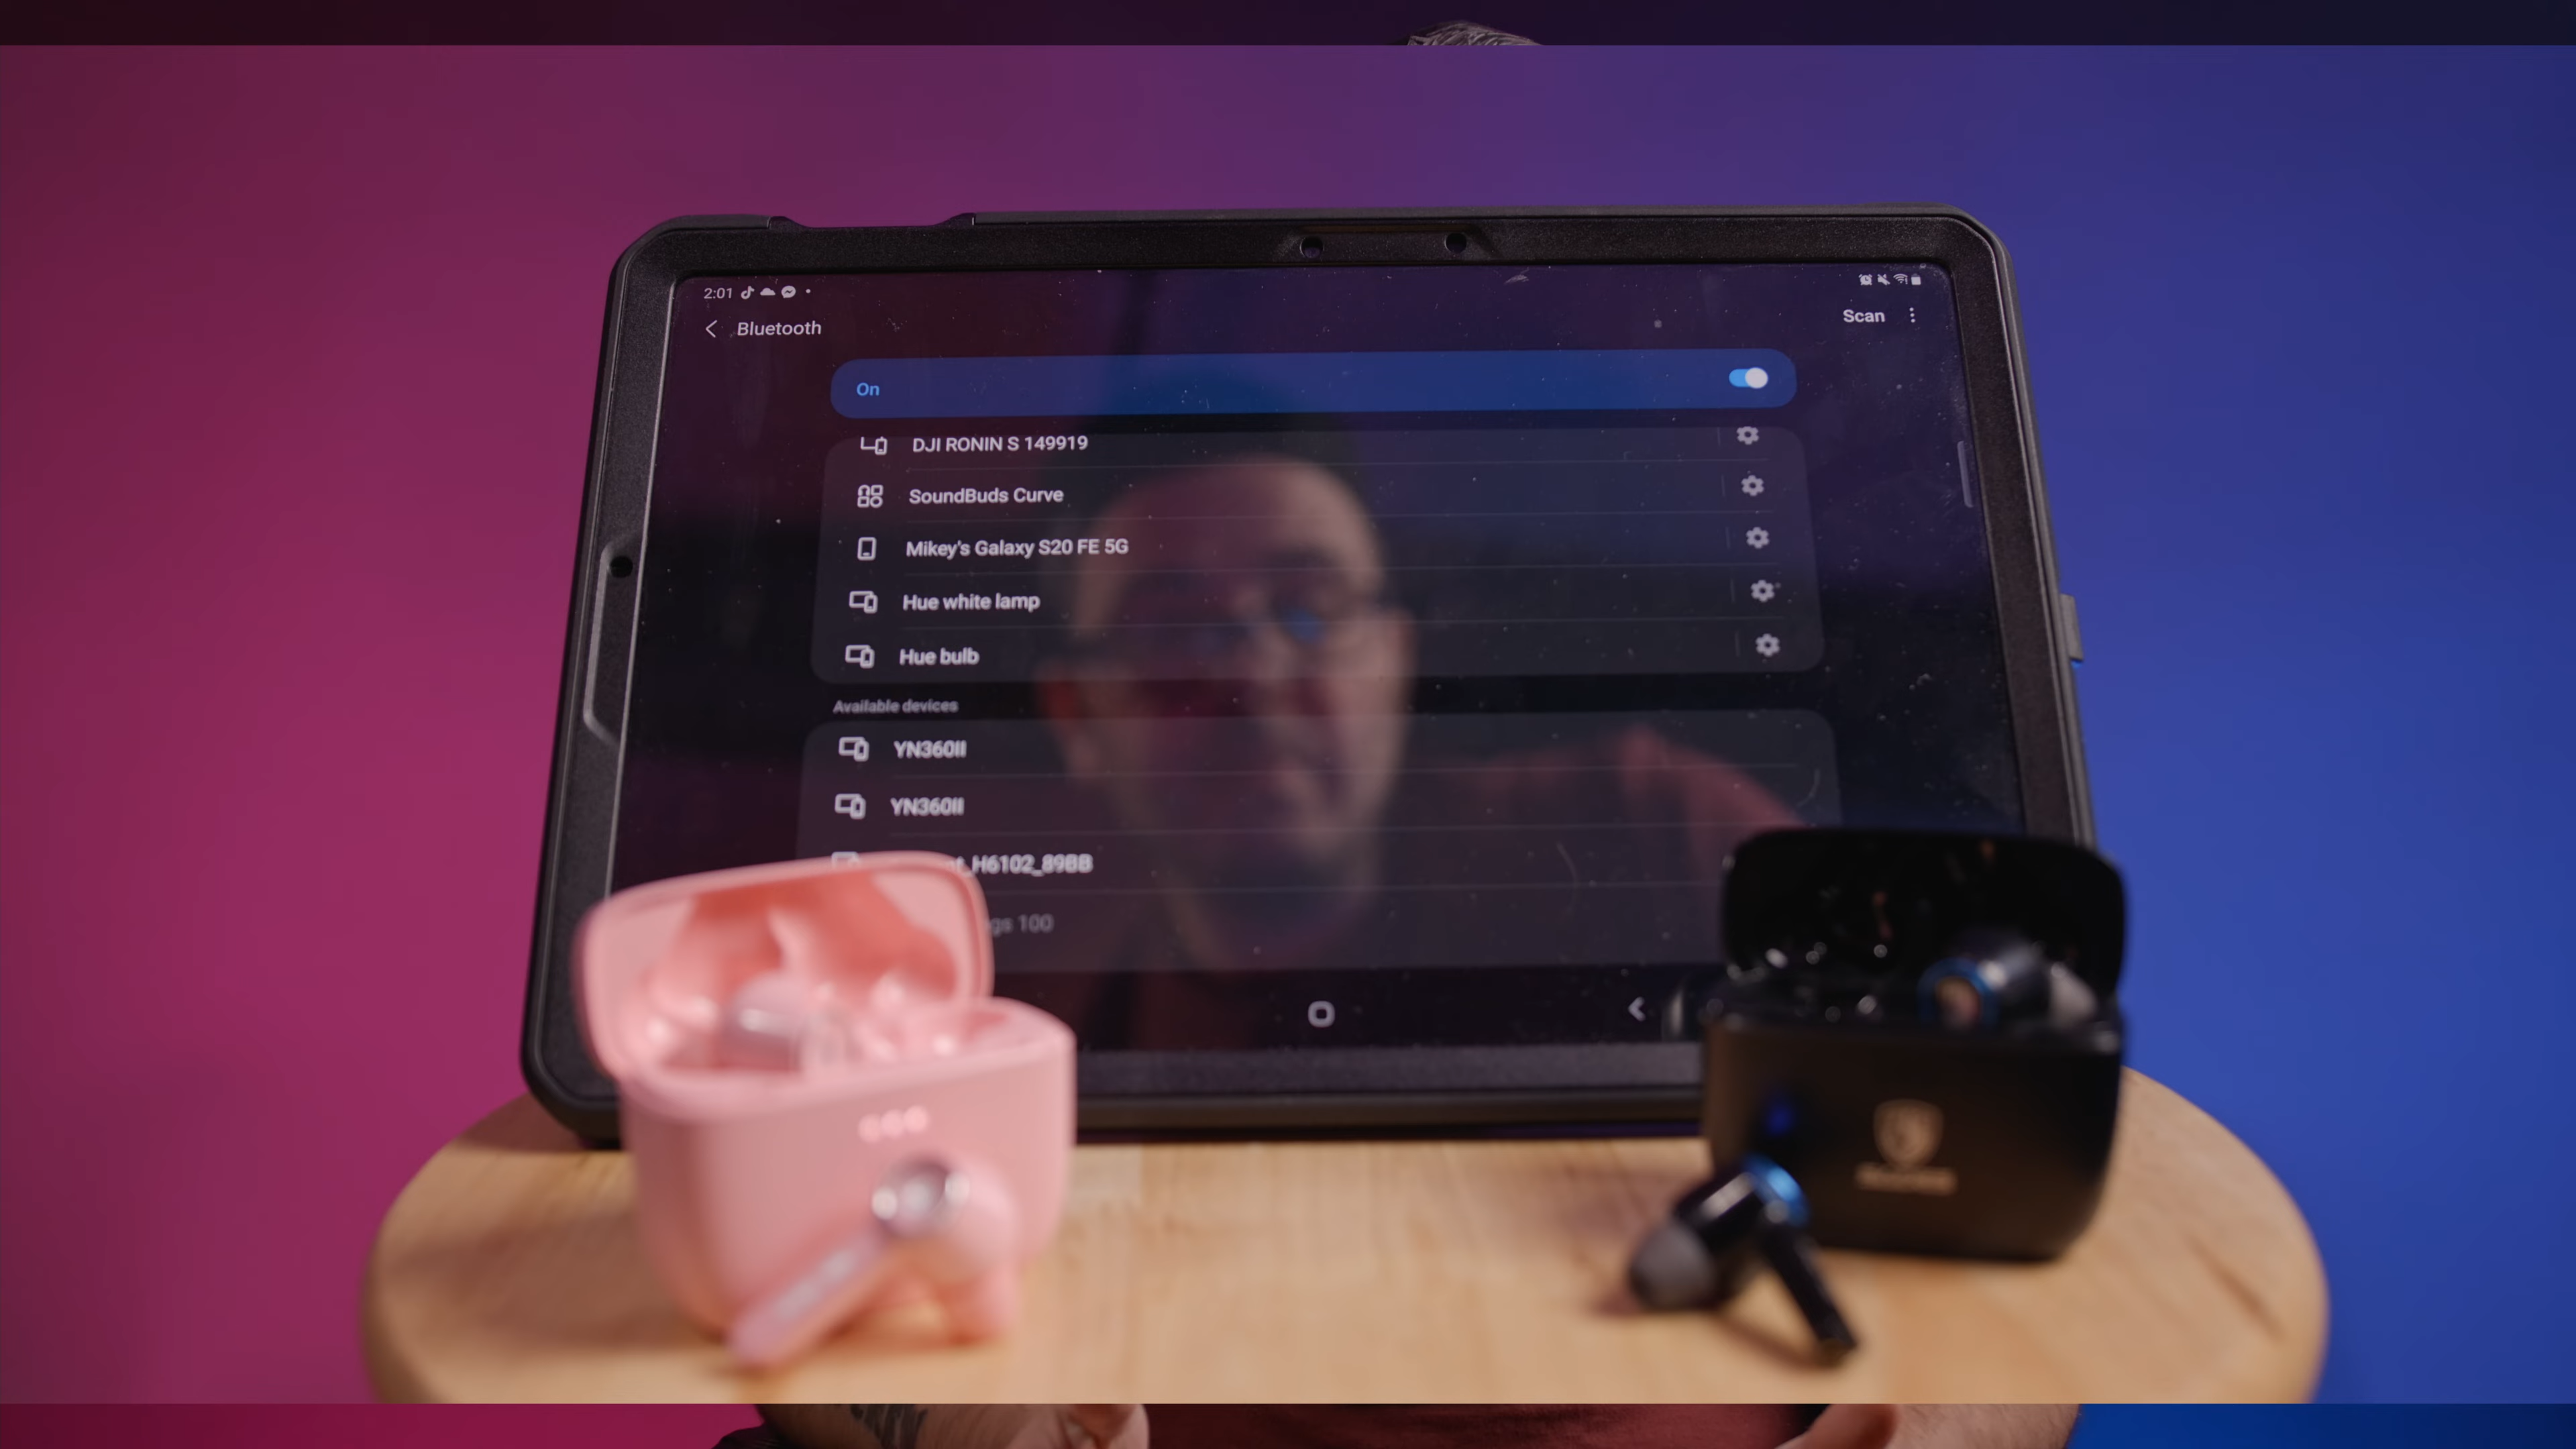 2:01
Bluetooth
Scan
On
DJI RONIN S 149919
SoundBuds Curve
Mikey's Galaxy S20 FE 5G
Hue white lamp
Hue bulb
Available devices
YN360II
YN360II
H6102_89BB
100